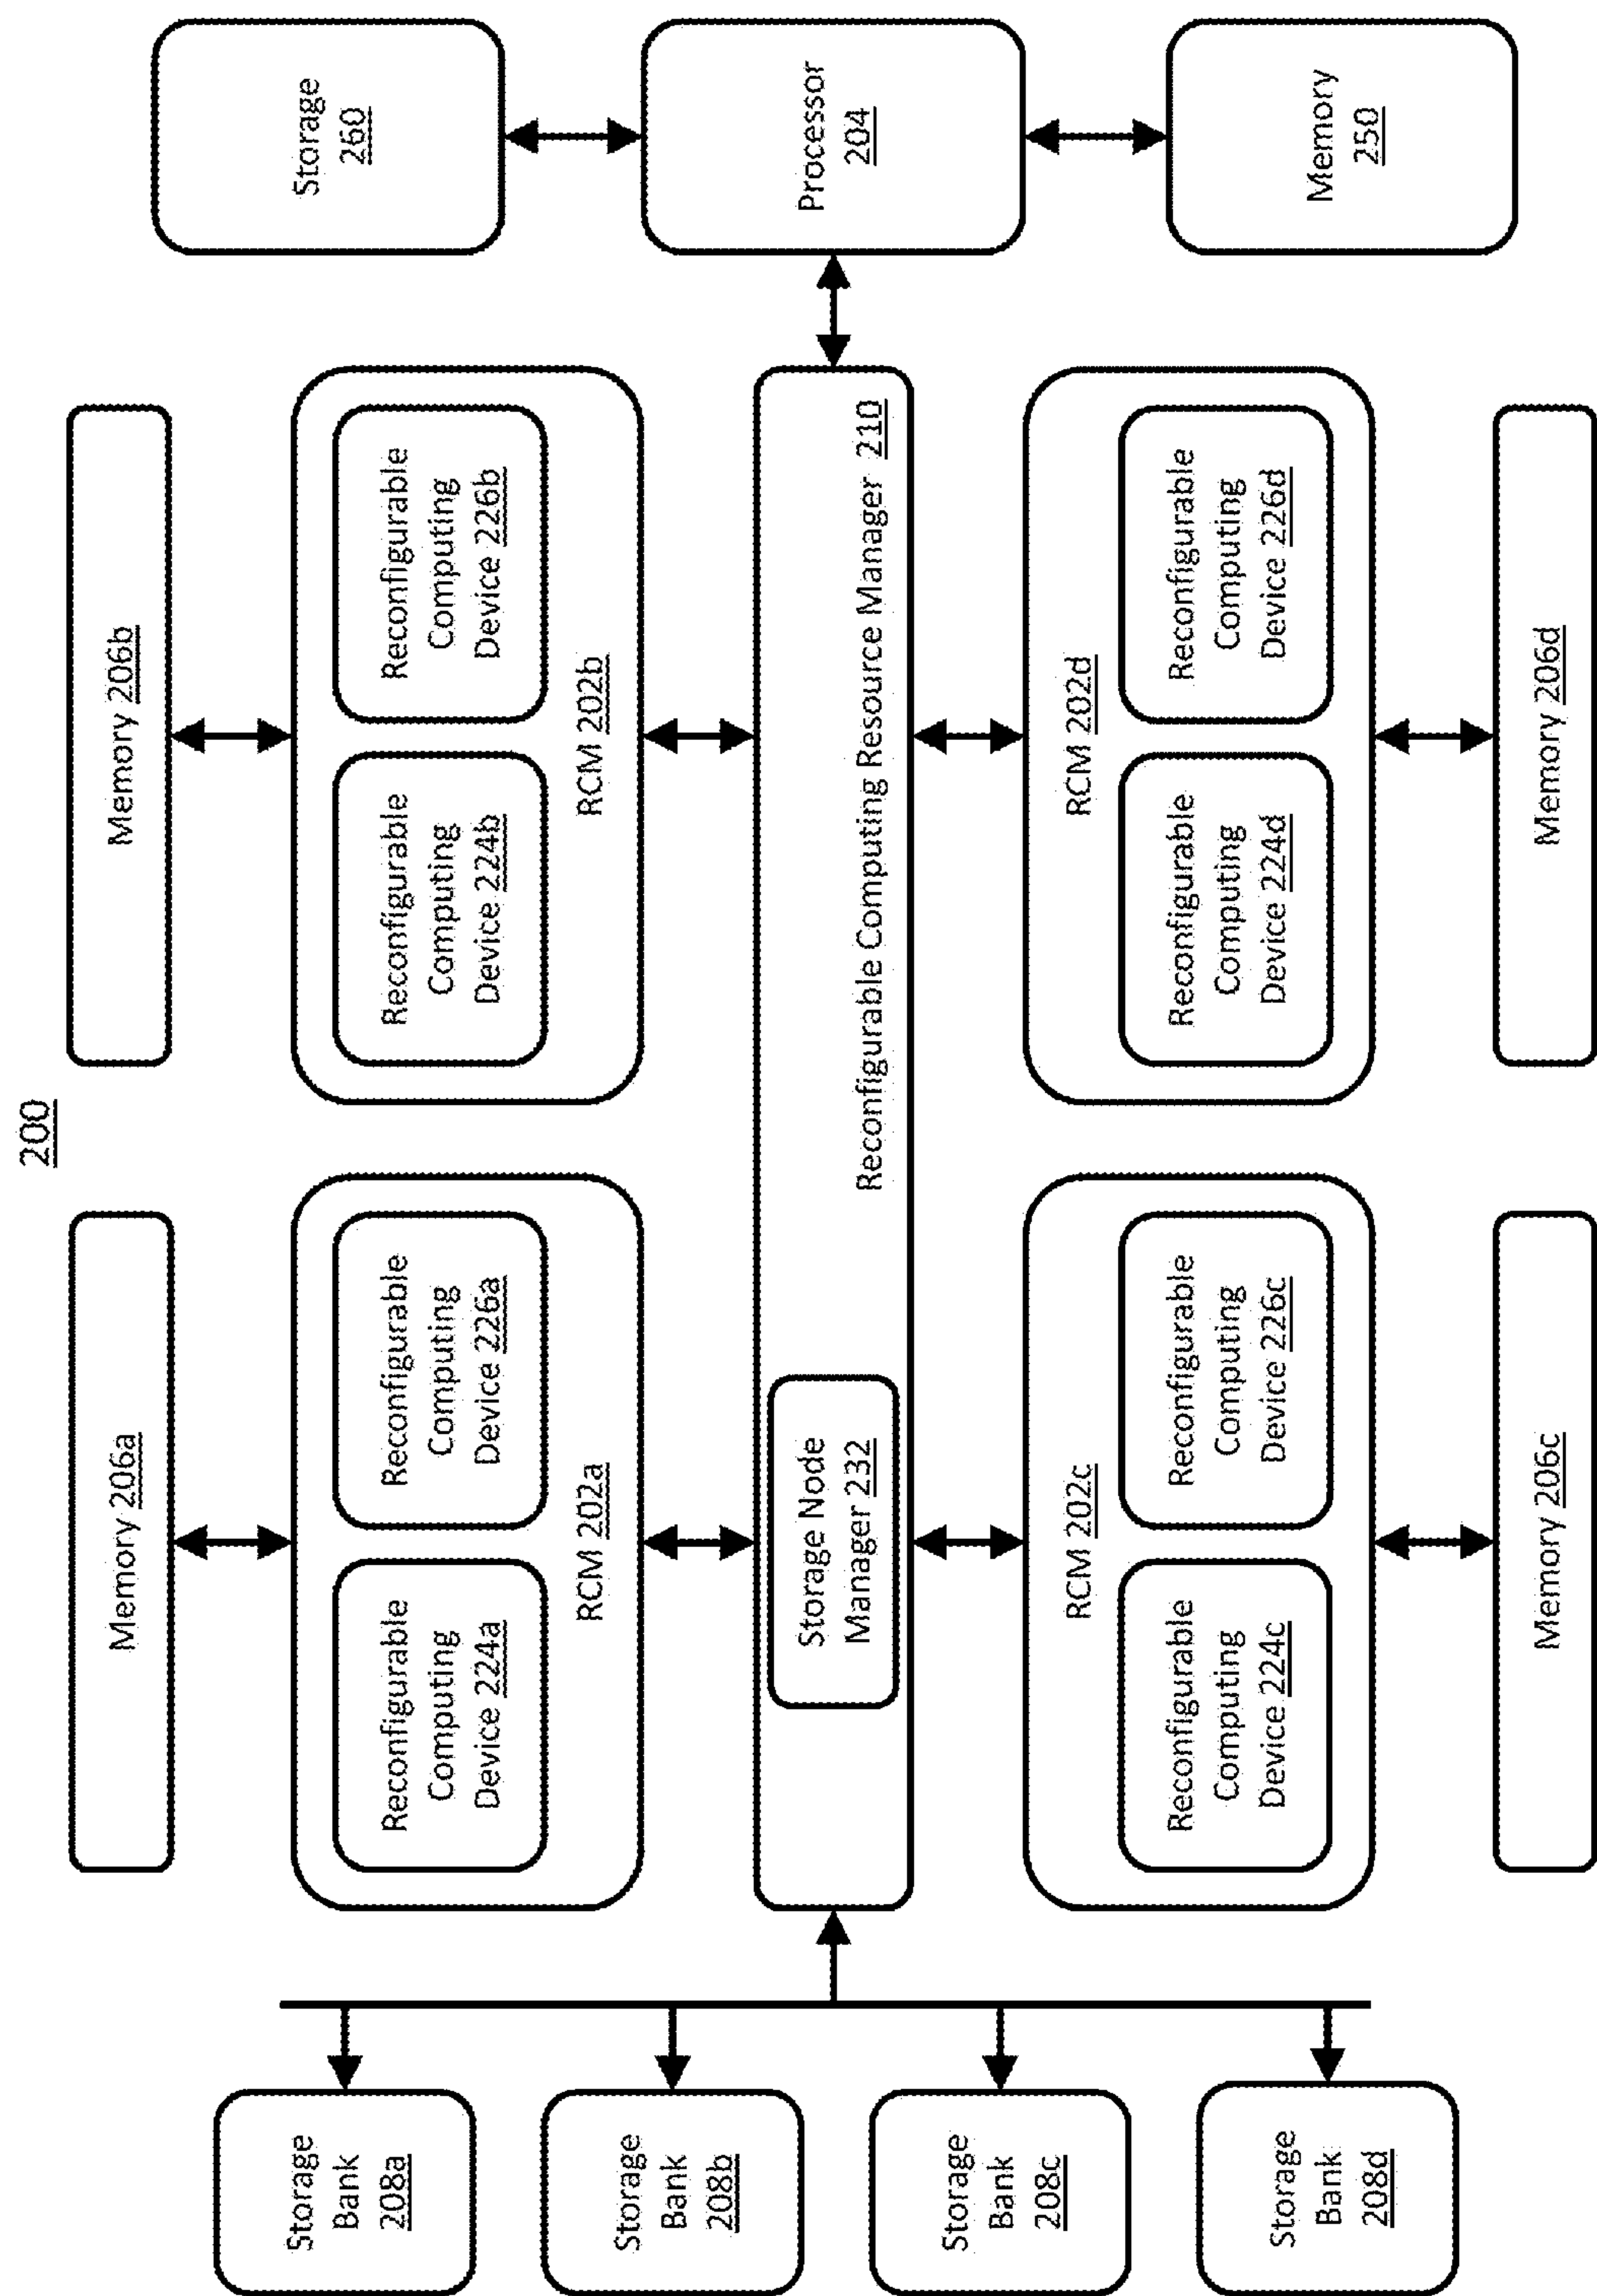 200
Storage
Bank
208a
Storage
Bank
208b
Storage
Bank
208c
Storage
Bank
208d
Memory 206a
Reconfigurable
Computing
Device 224a
Reconfigurable
Computing
Device 226a
RCM 202a
Memory 206b
Reconfigurable
Computing
Device 224b
Reconfigurable
Computing
Device 226b
RCM 202b
Storage Node
Manager 232
Reconfigurable Computing Resource Manager 210
RCM 202c
Reconfigurable
Computing
Device 224c
Reconfigurable
Computing
Device 226c
Memory 206c
RCM 202d
Reconfigurable
Computing
Device 224d
Reconfigurable
Computing
Device 226d
Memory 206d
Storage
260
Processor
204
Memory
250